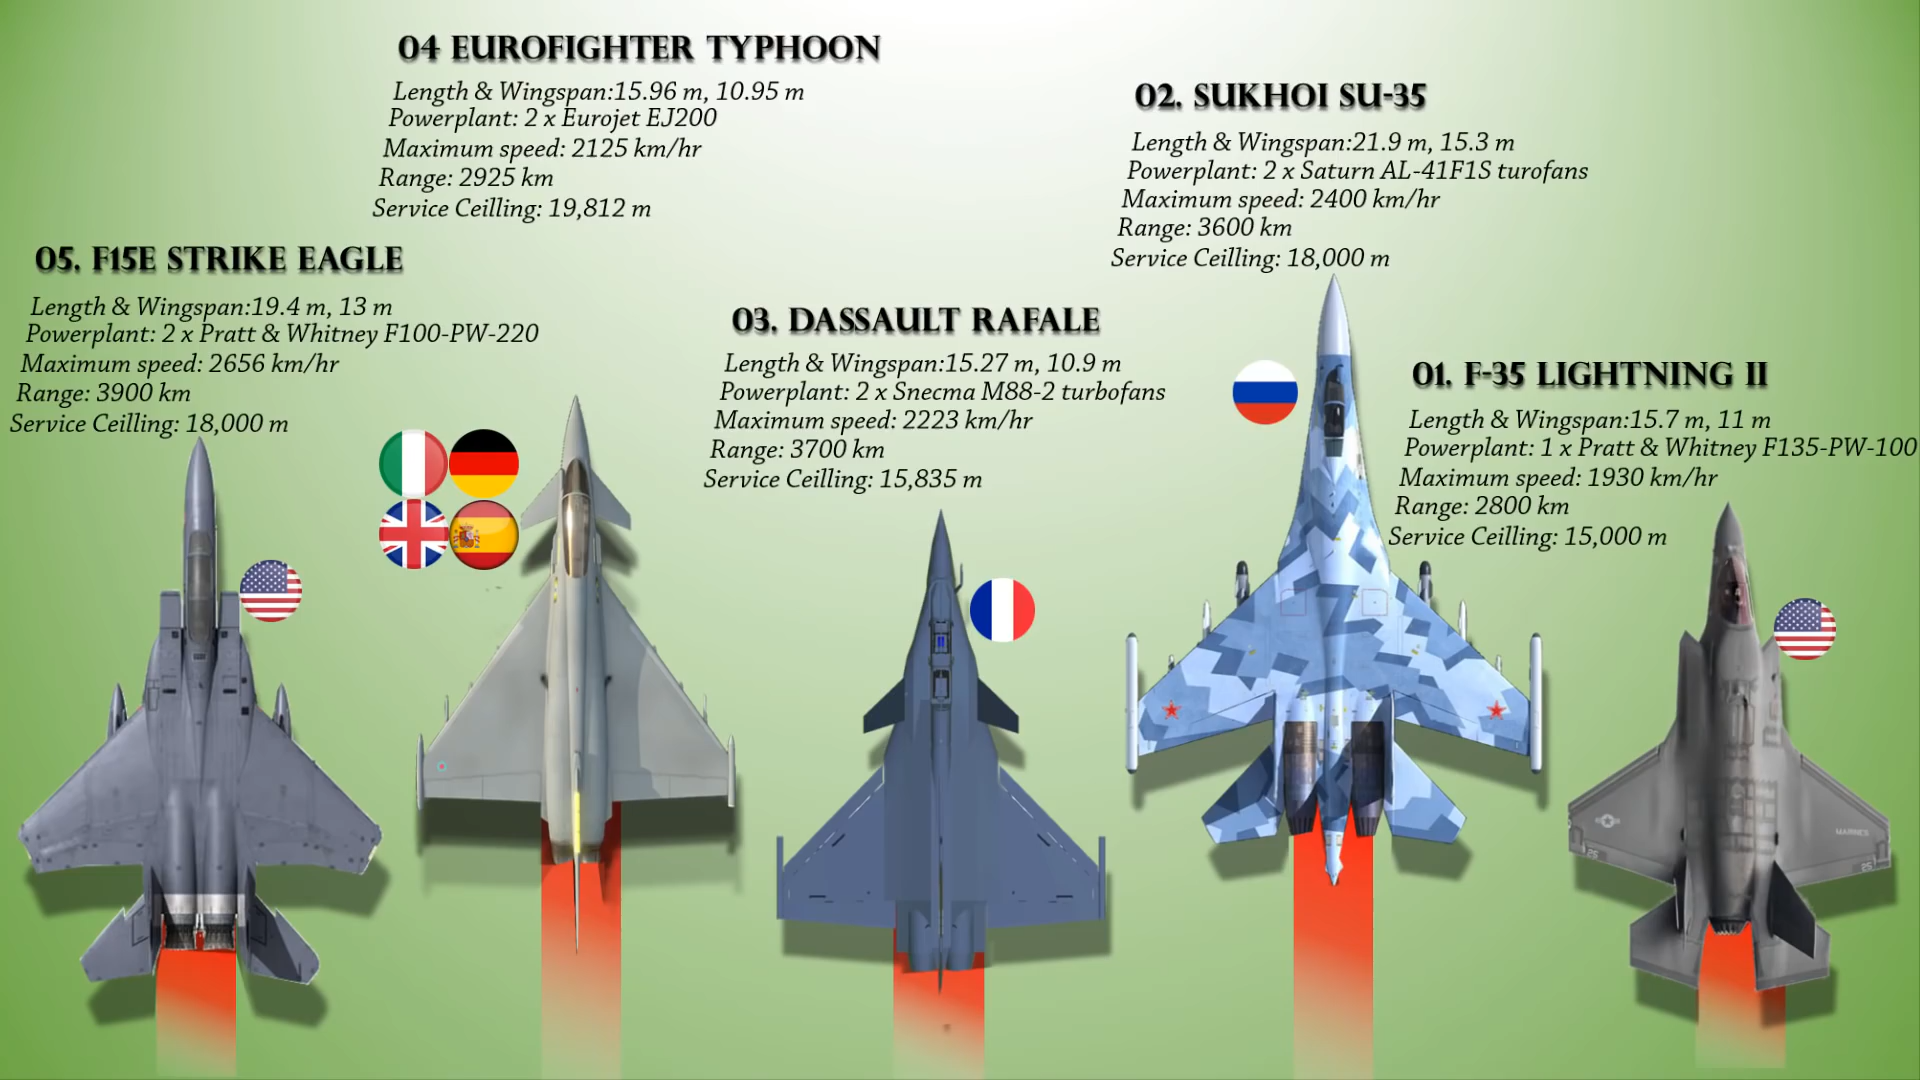 04 EUROFIGHTER TYPHOON
Length & Wingspan:15.96 m, 10.95 m
Powerplant: 2 x Eurojet EJ200
Maximum speed: 2125 km/hr
Range: 2925 km
Service Ceilling: 19,812 m
02. SUKHOI SU-35
Length & Wingspan:21.9 m, 15.3 m
Powerplant: 2 x Saturn AL-41F1S turofans
Maximum speed: 2400 km/hr
Range: 3600 km
Service Ceilling: 18,000 m
05. F15E STRIKE EAGLE
Length & Wingspan:19.4 m, 13 m
Powerplant: 2 x Pratt & Whitney F100-PW-220
Maximum speed: 2656 km/hr
Range: 3900 km
Service Ceilling: 18,000 m
03. DASSAULT RAFALE
Length & Wingspan:15.27 m, 10.9 m
Powerplant: 2 x Snecma M88-2 turbofans
Maximum speed: 2223 km/hr
Range: 3700 km
Service Ceilling: 15,835 m
01. F-35 LIGHTNING II
Length & Wingspan:15.7 m, 11 m
Powerplant: 1 x Pratt & Whitney F135-PW-100
Maximum speed: 1930 km/hr
Range: 2800 km
Service Ceilling: 15,000 m
MARINES